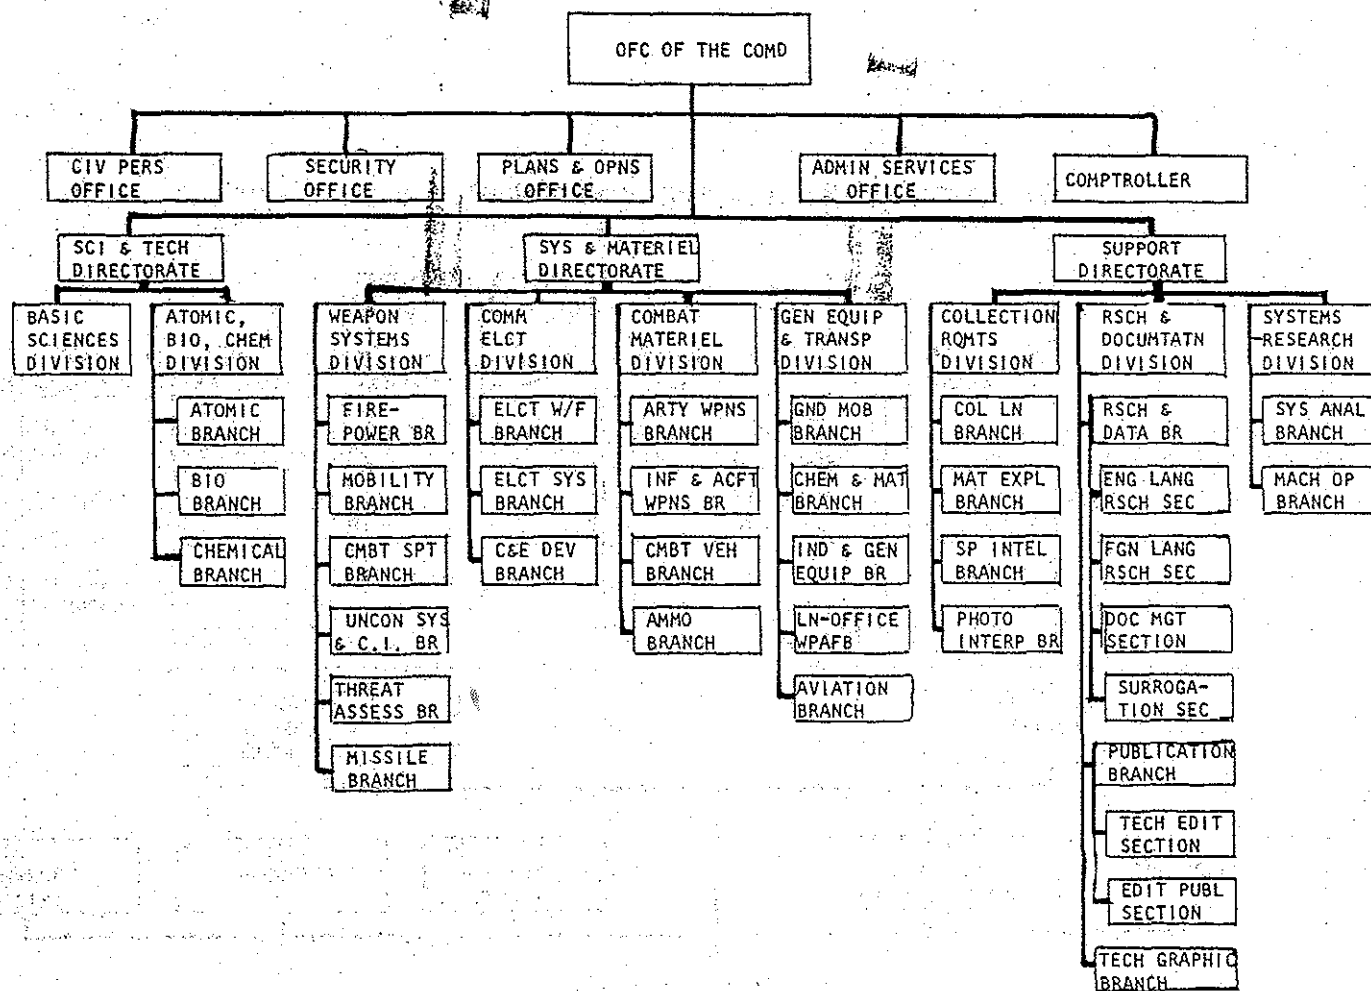 OFC OF THE COMD
CIV PERS
OFFICE
SECURITY
OFFICE
PLANS & OPNS
OFFICE
ADMIN SERVICES
OFFICE
COMPTROLLER
SCI & TECH
DIRECTORATE
SYS & MATERIEL
DIRECTORATE
SUPPORT
DIRECTORATE
BASIC
SCIENCES
DIVISION
ATOMIC,
BIO, CHEM
DIVISION
ATOMIC
BRANCH
BIO
BRANCH
CHEMICAL
BRANCH
WEAPON
SYSTEMS
DIVISION
FIRE-
POWER BR
MOBILITY
BRANCH
CMBT SPT
BRANCH
UNCON SYS
& C.I. BR
THREAT
ASSESS BR
MISSILE
BRANCH
COMM
ELCT
DIVISION
ELCT W/F
BRANCH
ELCT SYS
BRANCH
C&E DEV
BRANCH
COMBAT
MATERIEL
DIVISION
ARTY WPNS
BRANCH
INF & ACFT
WPNS BR
CMBT VEH
BRANCH
AMMO
BRANCH
GEN EQUIP
& TRANSP
DIVISION
GND MOB
BRANCH
CHEM & MAT
BRANCH
IND & GEN
EQUIP BR
LN-OFFICE
WPAFB
AVIATION
BRANCH
COLLECTION
RQMTS
DIVISION
COL LN
BRANCH
MAT EXPL
BRANCH
SP INTEL
BRANCH
PHOTO
INTERP BR
RSCH &
DOCUMTATN
DIVISION
RSCH &
DATA BR
ENG LANG
RSCH SEC
FGN LANG
RSCH SEC
DOC MGT
SECTION
SURROGA-
TION SEC
PUBLICATION
BRANCH
TECH EDIT
SECTION
EDIT PUBL
SECTION
TECH GRAPHIC
BRANCH
SYSTEMS
RESEARCH
DIVISION
SYS ANAL
BRANCH
MACH OP
BRANCH